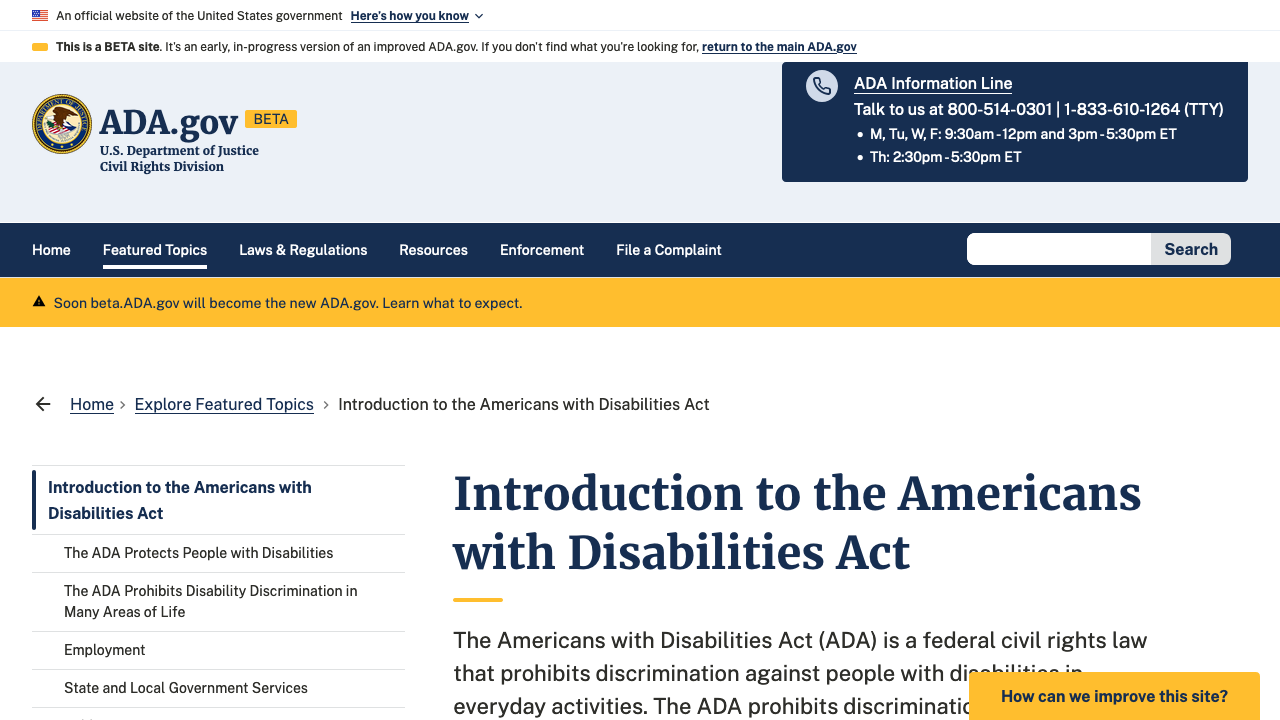 An official website of the United States government Here's how you know
This is a BETA site. It's an early, in-progress version of an improved ADA.gov. If you don't find what you're looking for, return to the main ADA.gov
ADA Information Line
Talk to us at 800-514-0301 | 1-833-610-1264 (TTY)
• M, Tu, W, F: 9:30am-12pm and 3pm-5:30pm ET
• Th: 2:30pm-5:30pm ET
ADA.gov BETA
U.S. Department of Justice
Civil Rights Division
Home Featured Topics Laws & Regulations Resources Enforcement File a Complaint Search
Soon beta.ADA.gov will become the new ADA.gov. Learn what to expect.
Home > Explore Featured Topics > Introduction to the Americans with Disabilities Act
Introduction to the Americans with
Disabilities Act
The ADA Protects People with Disabilities
The ADA Prohibits Disability Discrimination in
Many Areas of Life
Employment
State and Local Government Services
Introduction to the Americans
with Disabilities Act
The Americans with Disabilities Act (ADA) is a federal civil rights law
that prohibits discrimination against people with disabilities in
everyday activities. The ADA prohibits
How can we improve this site?